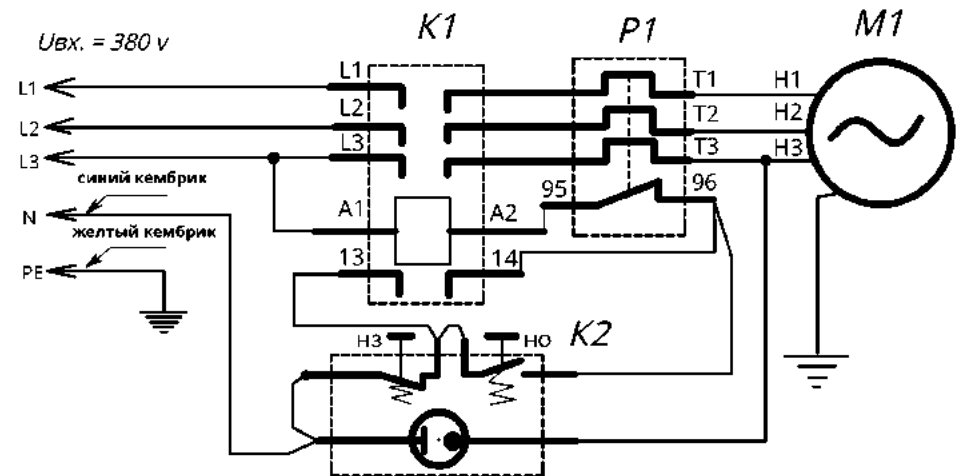 K1
P1
M1
Uвх. = 380 v
L1
L1
T1
H1
L2
L2
T2
H2
L3
L3
T3
H3
синий кембрик
95
96
N
A1
A2
желтый кембрик
13
14
PE
НЗ
НО
K2